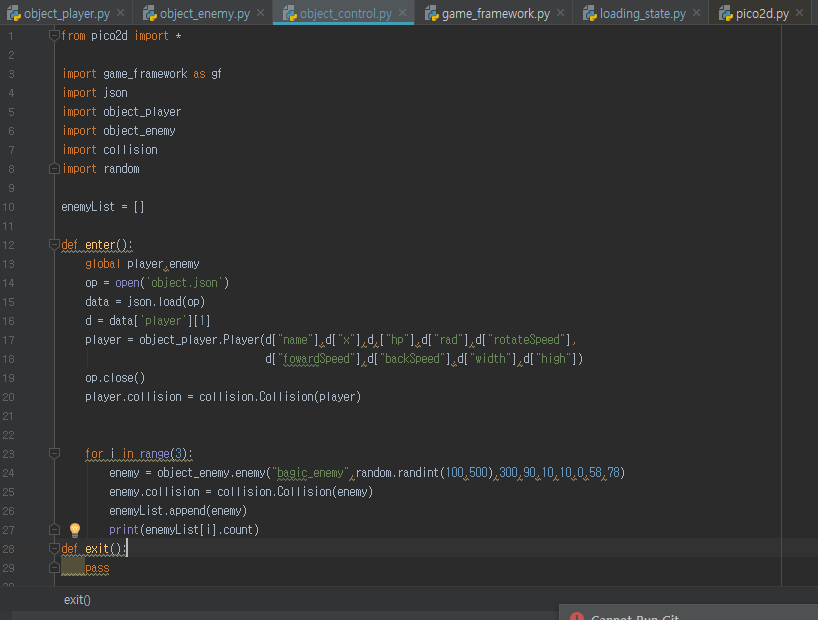 object_player.py × object_enemy.py × object_control.py × game_framework.py × loading_state.py × pico2d.py ×
1 from pico2d import *
2
3 import game_framework as gf
4 import json
5 import object_player
6 import object_enemy
7 import collision
8 import random
9
10 enemyList = []
11
12 def enter():
13 global player,enemy
14 op = open('object.json')
15 data = json.load(op)
16 d = data['player'][1]
17 player = object_player.Player(d["name"],d["x"],d,["hp"],d["rad"],d["rotateSpeed"],
18 d["fowardSpeed"],d["backSpeed"],d["width"],d["high"])
19 op.close()
20 player.collision = collision.Collision(player)
21
22
23 for i in range(3):
24 enemy = object_enemy.enemy("bagic_enemy",random.randint(100,500),300,90,10,10,0,58,78)
25 enemy.collision = collision.Collision(enemy)
26 enemyList.append(enemy)
27 print(enemyList[i].count)
28 def exit():
29 pass
exit()
Cannot Run Git